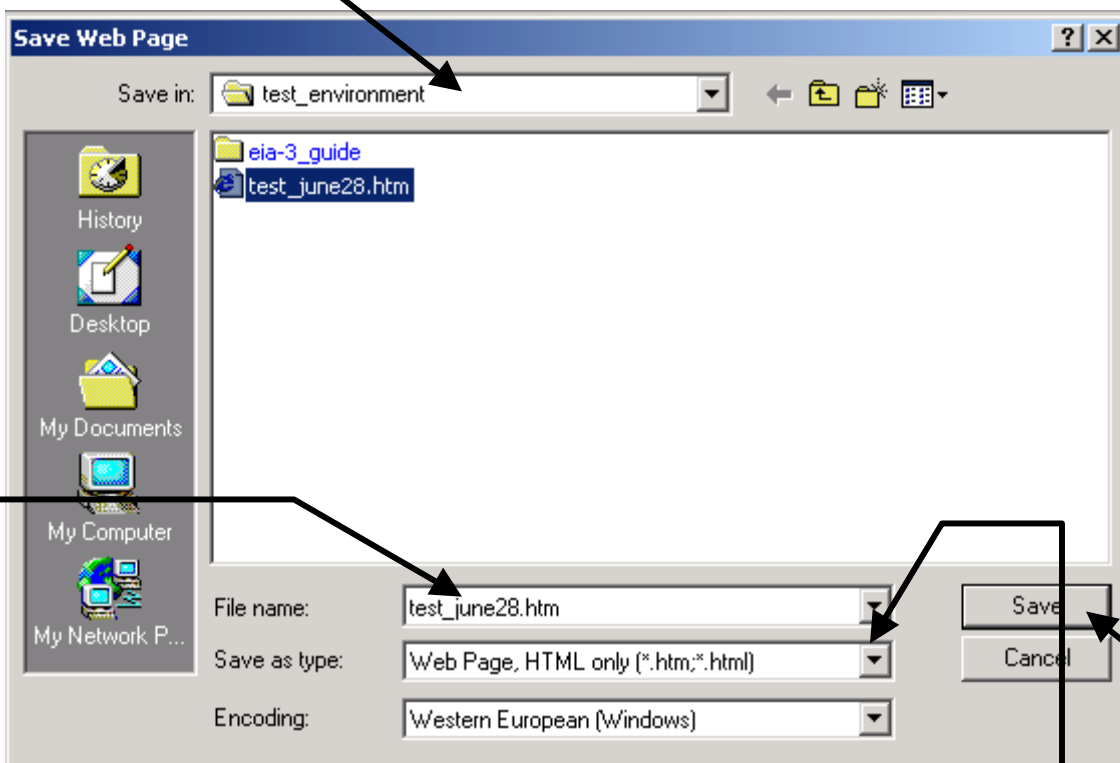 Save Web Page
Save in: test_environment
eia-3_guide
test_june28.htm
History
Desktop
My Documents
My Computer
My Network P...
File name: test_june28.htm Save
Save as type: Web Page, HTML only (*.htm;*.html) Cancel
Encoding: Western European (Windows)